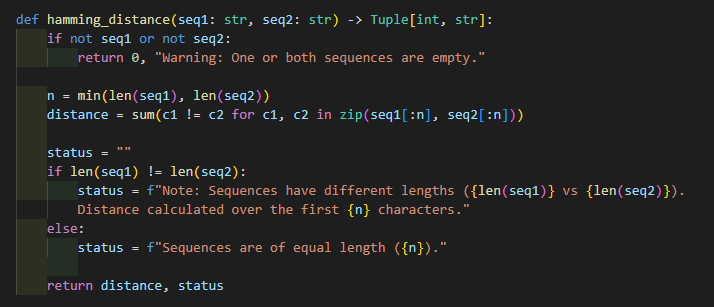 def hamming_distance(seq1: str, seq2: str) -> Tuple[int, str]:
    if not seq1 or not seq2:
        return 0, "Warning: One or both sequences are empty."

    n = min(len(seq1), len(seq2))
    distance = sum(c1 != c2 for c1, c2 in zip(seq1[:n], seq2[:n]))

    status = ""
    if len(seq1) != len(seq2):
        status = f"Note: Sequences have different lengths ({len(seq1)} vs {len(seq2)}).
        Distance calculated over the first {n} characters."
    else:
        status = f"Sequences are of equal length ({n})."

    return distance, status